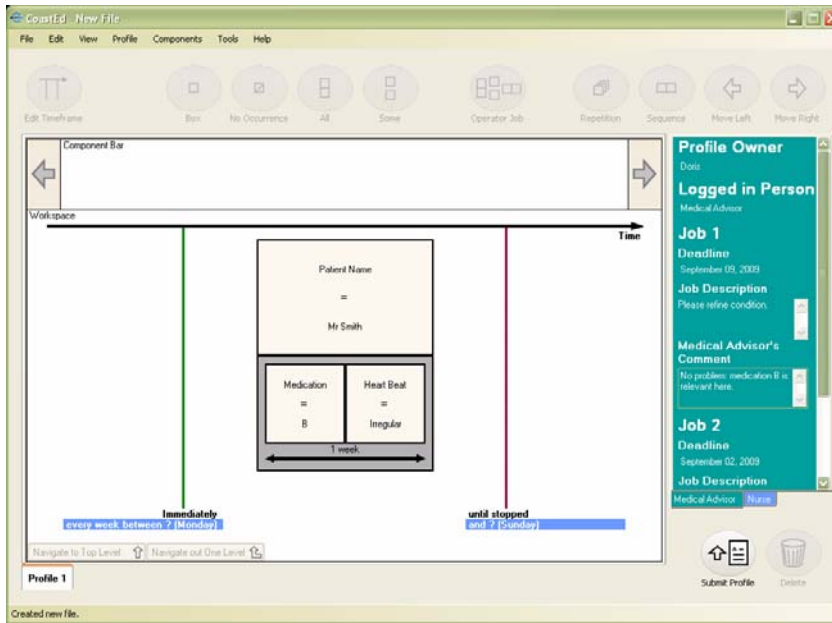 CoastEd New File
File Edit View Profile Components Tools Help
Edit Timeframe Box No Occurrence All Some Operator Job Repetition Sequence Move Left Move Right
Component Bar
Workspace
Time
Patient Name
=
Mr Smith
Medication Heart Beat
= =
B Irregular
1 week
Immediately
every week between ? (Monday)
until stopped
and ? (Sunday)
Navigate to Top Level Navigate out One Level
Profile 1
Created new file.
Profile Owner
Doris
Logged in Person
Medical Advisor
Job 1
Deadline
September 09, 2009
Job Description
Please refine condition.
Medical Advisor's
Comment
No problem: medication B is
relevant here.
Job 2
Deadline
September 02, 2009
Job Description
Medical Advisor Nurse
Submit Profile Delete